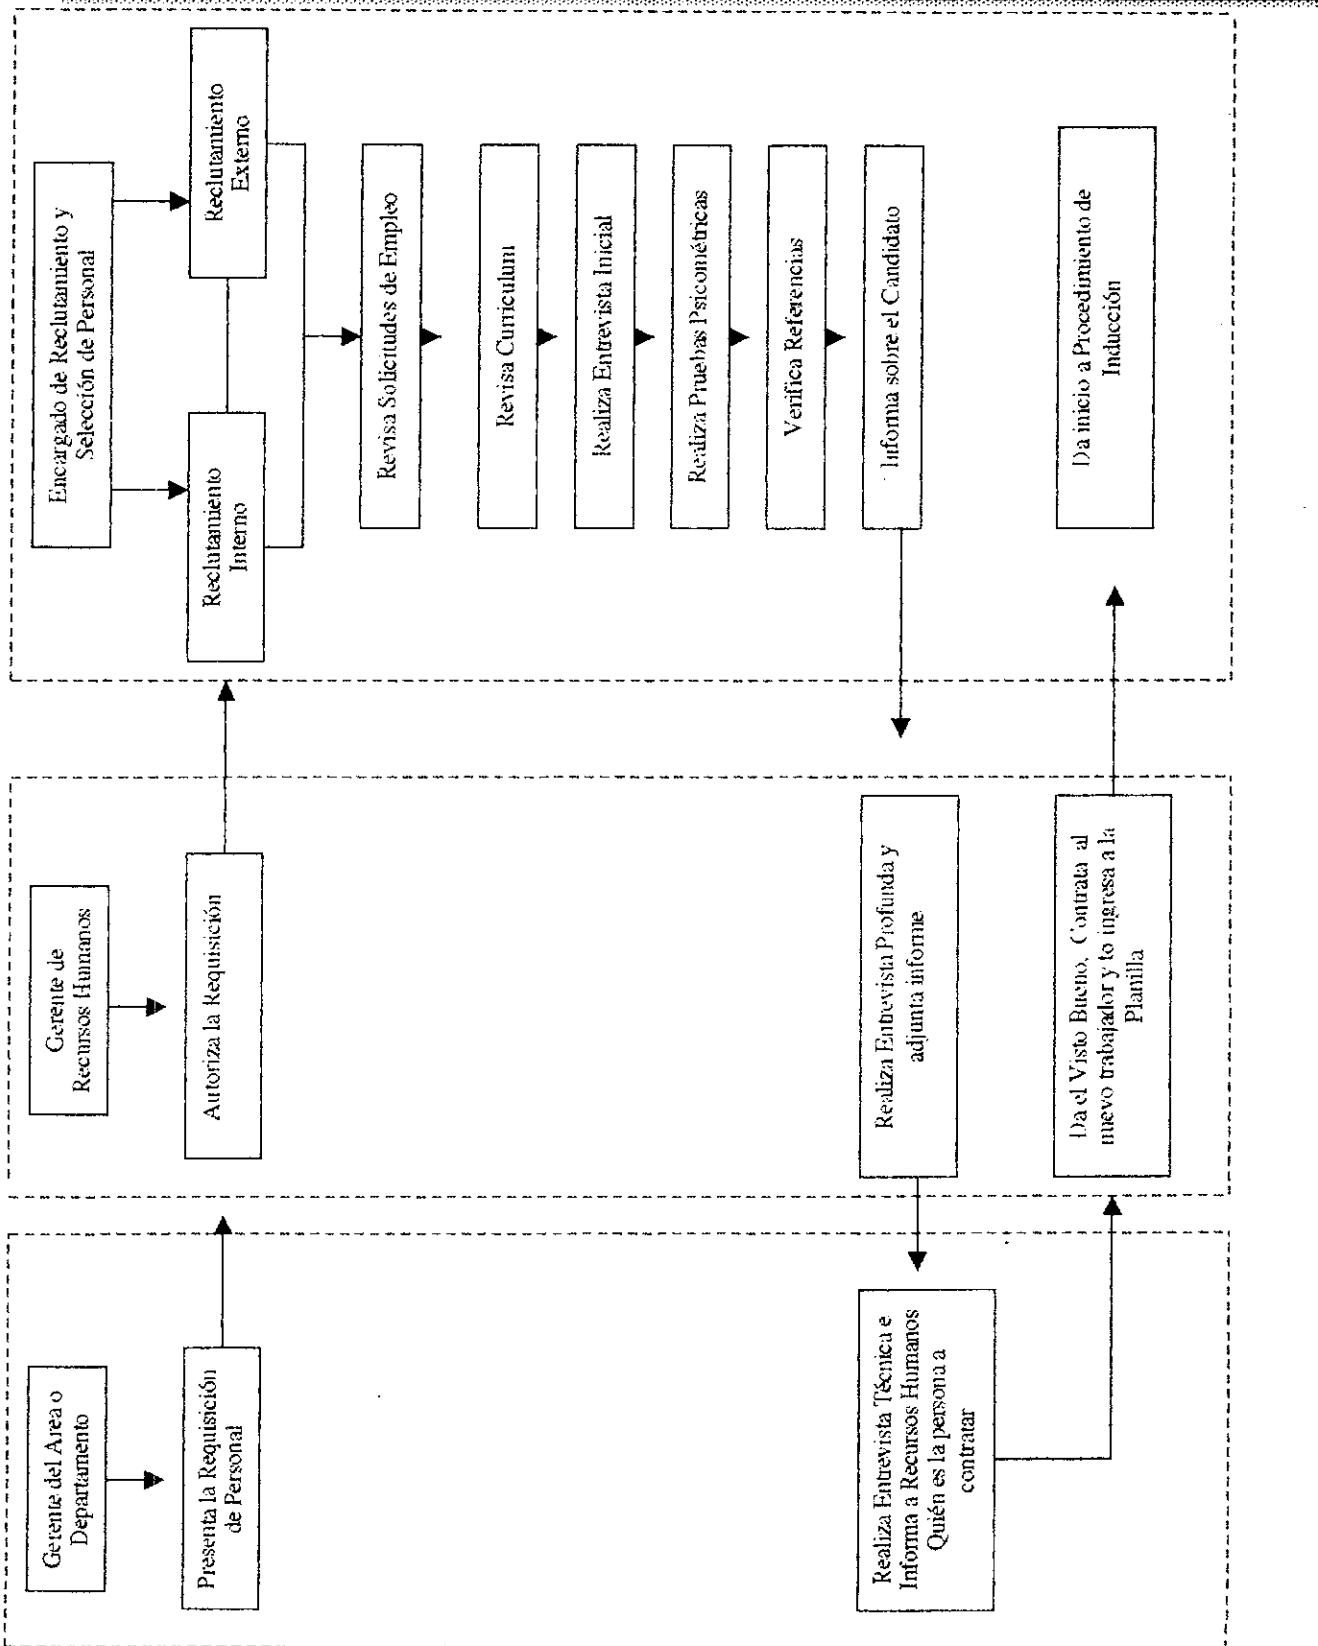 Gerente del Area o
Departamento
Presenta la Requisición
de Personal
Realiza Entrevista Técnica e
Informa a Recursos Humanos
Quién es la persona a
contratar
Gerente de
Recursos Humanos
Autoriza la Requisición
Realiza Entrevista Profunda y
adjunta informe
Da el Visto Bueno, Contrata al
nuevo trabajador y lo ingresa a la
Planilla
Encargado de Reclutamiento y
Selección de Personal
Reclutamiento
Interno
Reclutamiento
Externo
Revisa Solicitudes de Empleo
Revisa Curriculum
Realiza Entrevista Inicial
Realiza Pruebas Psicométricas
Verifica Referencias
Informa sobre el Candidato
Da inicio a Procedimiento de
Inducción